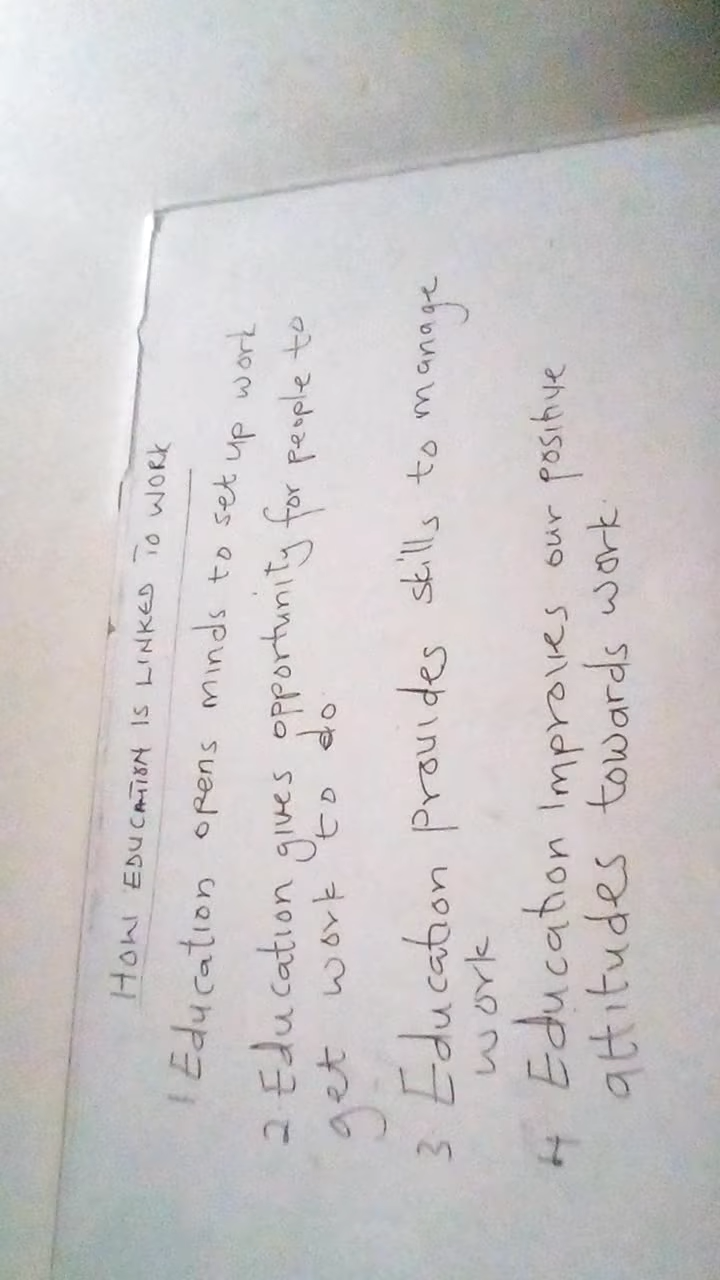 HOW EDUCATION IS LINKED TO WORK
1 Education opens minds to set up work
2 Education gives opportunity for people to
get work to do.
3 Education provides skills to manage
work
4 Education improves our positive
attitudes towards work.